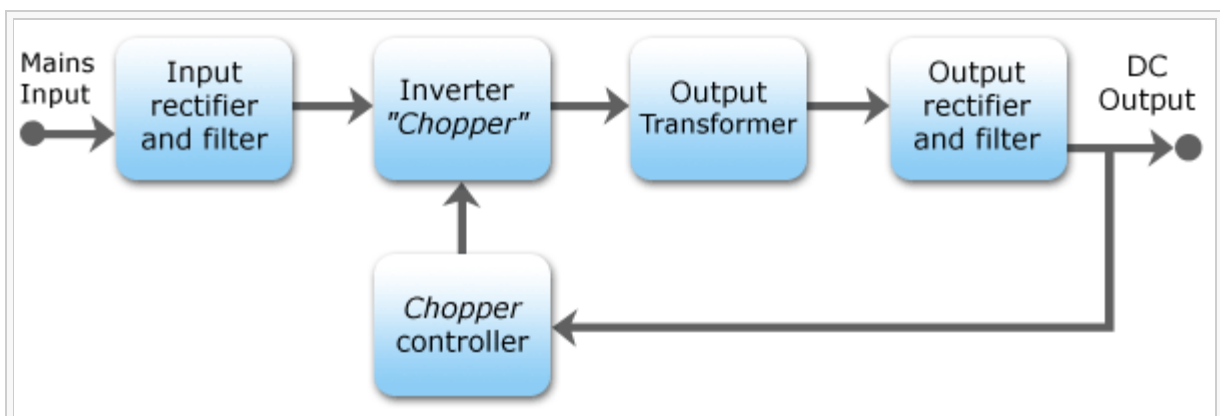 Mains
Input
Input
rectifier
and filter
Inverter
"Chopper"
Output
Transformer
Output
rectifier
and filter
DC
Output
Chopper
controller